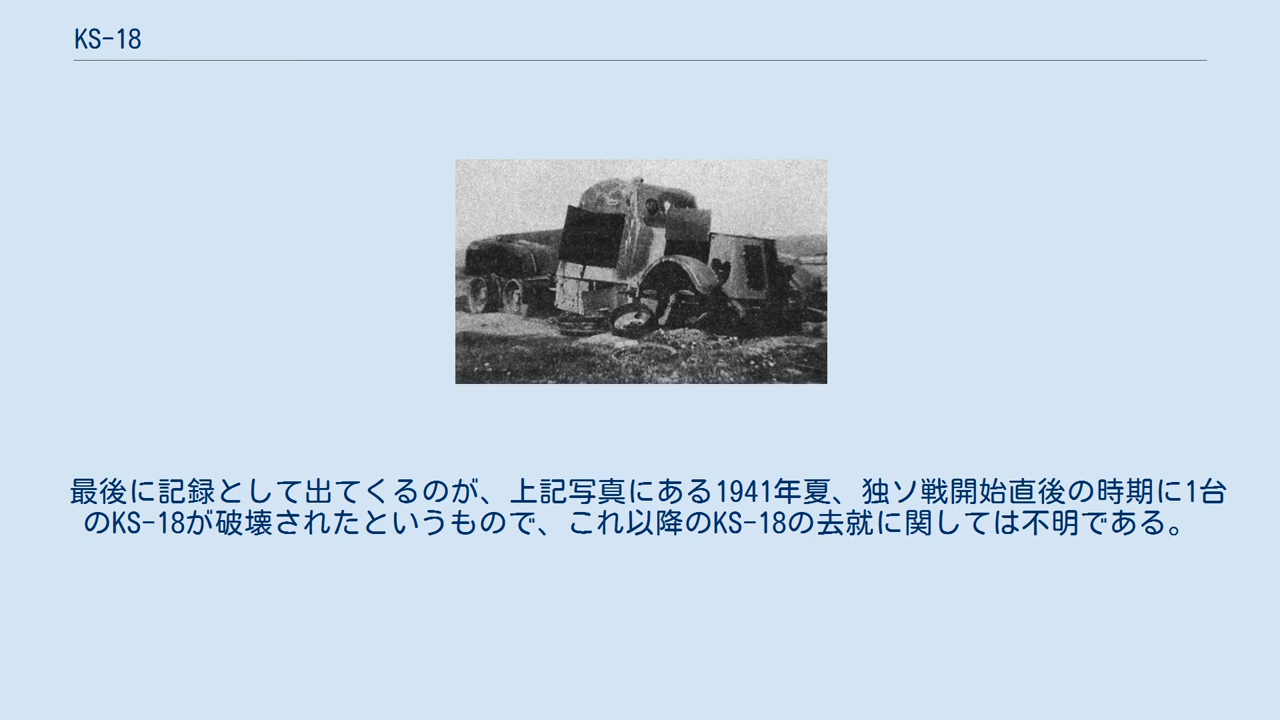 KS-18
最後に記録として出てくるのが、上記写真にある1941年夏、独ソ戦開始直後の時期に1台
のKS-18が破壊されたというもので、これ以降のKS-18の去就に関しては不明である。